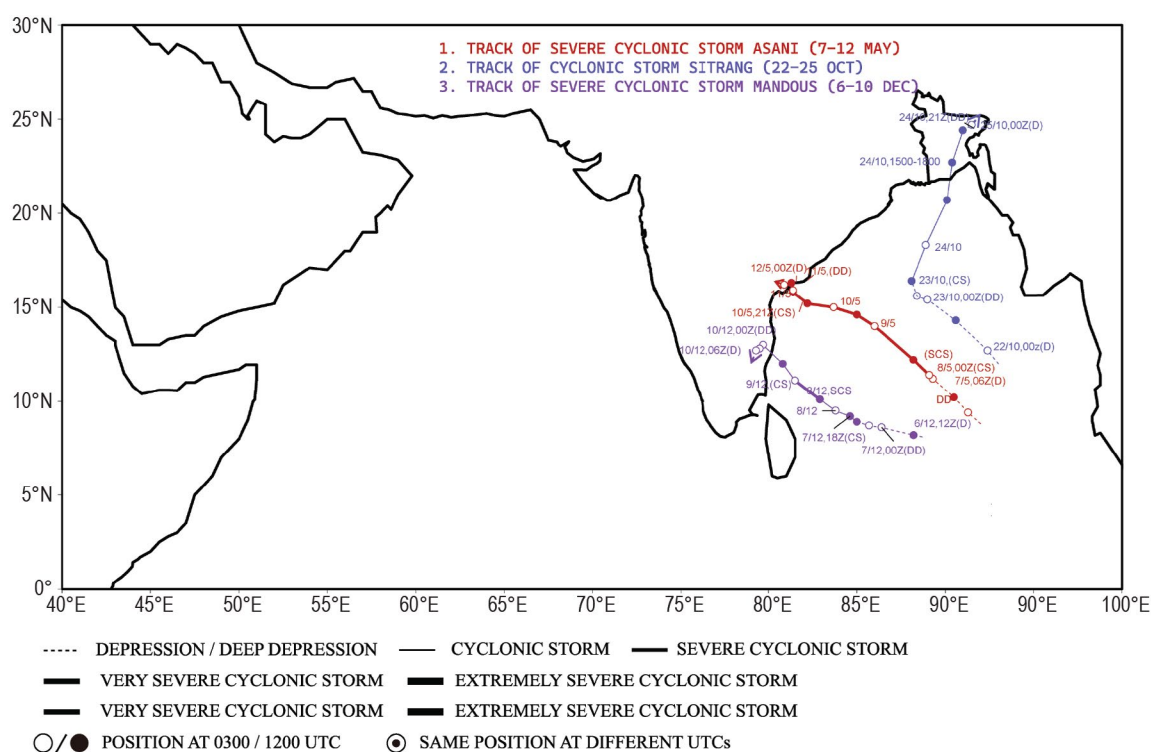 30°N
1. TRACK OF SEVERE CYCLONIC STORM ASANI (7-12 MAY)
2. TRACK OF CYCLONIC STORM SITRANG (22-25 OCT)
3. TRACK OF SEVERE CYCLONIC STORM MANDOUS (6-10 DEC)
25°N
25/10,00Z(D)
24/10,1500-1800
20°N
24/10
12/5,00Z(D)
23/10,(CS)
23/10,00Z(DD)
15°N
10/5
10/5,21Z(CS)
9/5
10/12,00Z(DD)
22/10,00z(D)
10/12,06Z(D)
(SCS)
8/5,00Z(CS)
7/5,06Z(D)
9/12,(CS)
10°N
DD
8/12
6/12,12Z(D)
7/12,18Z(CS)
7/12,00Z(DD)
5°N
0°
40°E 45°E 50°E 55°E 60°E 65°E 70°E 75°E 80°E 85°E 90°E 90°E 100°E
DEPRESSION / DEEP DEPRESSION CYCLONIC STORM SEVERE CYCLONIC STORM
VERY SEVERE CYCLONIC STORM EXTREMELY SEVERE CYCLONIC STORM
VERY SEVERE CYCLONIC STORM EXTREMELY SEVERE CYCLONIC STORM
POSITION AT 0300 / 1200 UTC SAME POSITION AT DIFFERENT UTCs